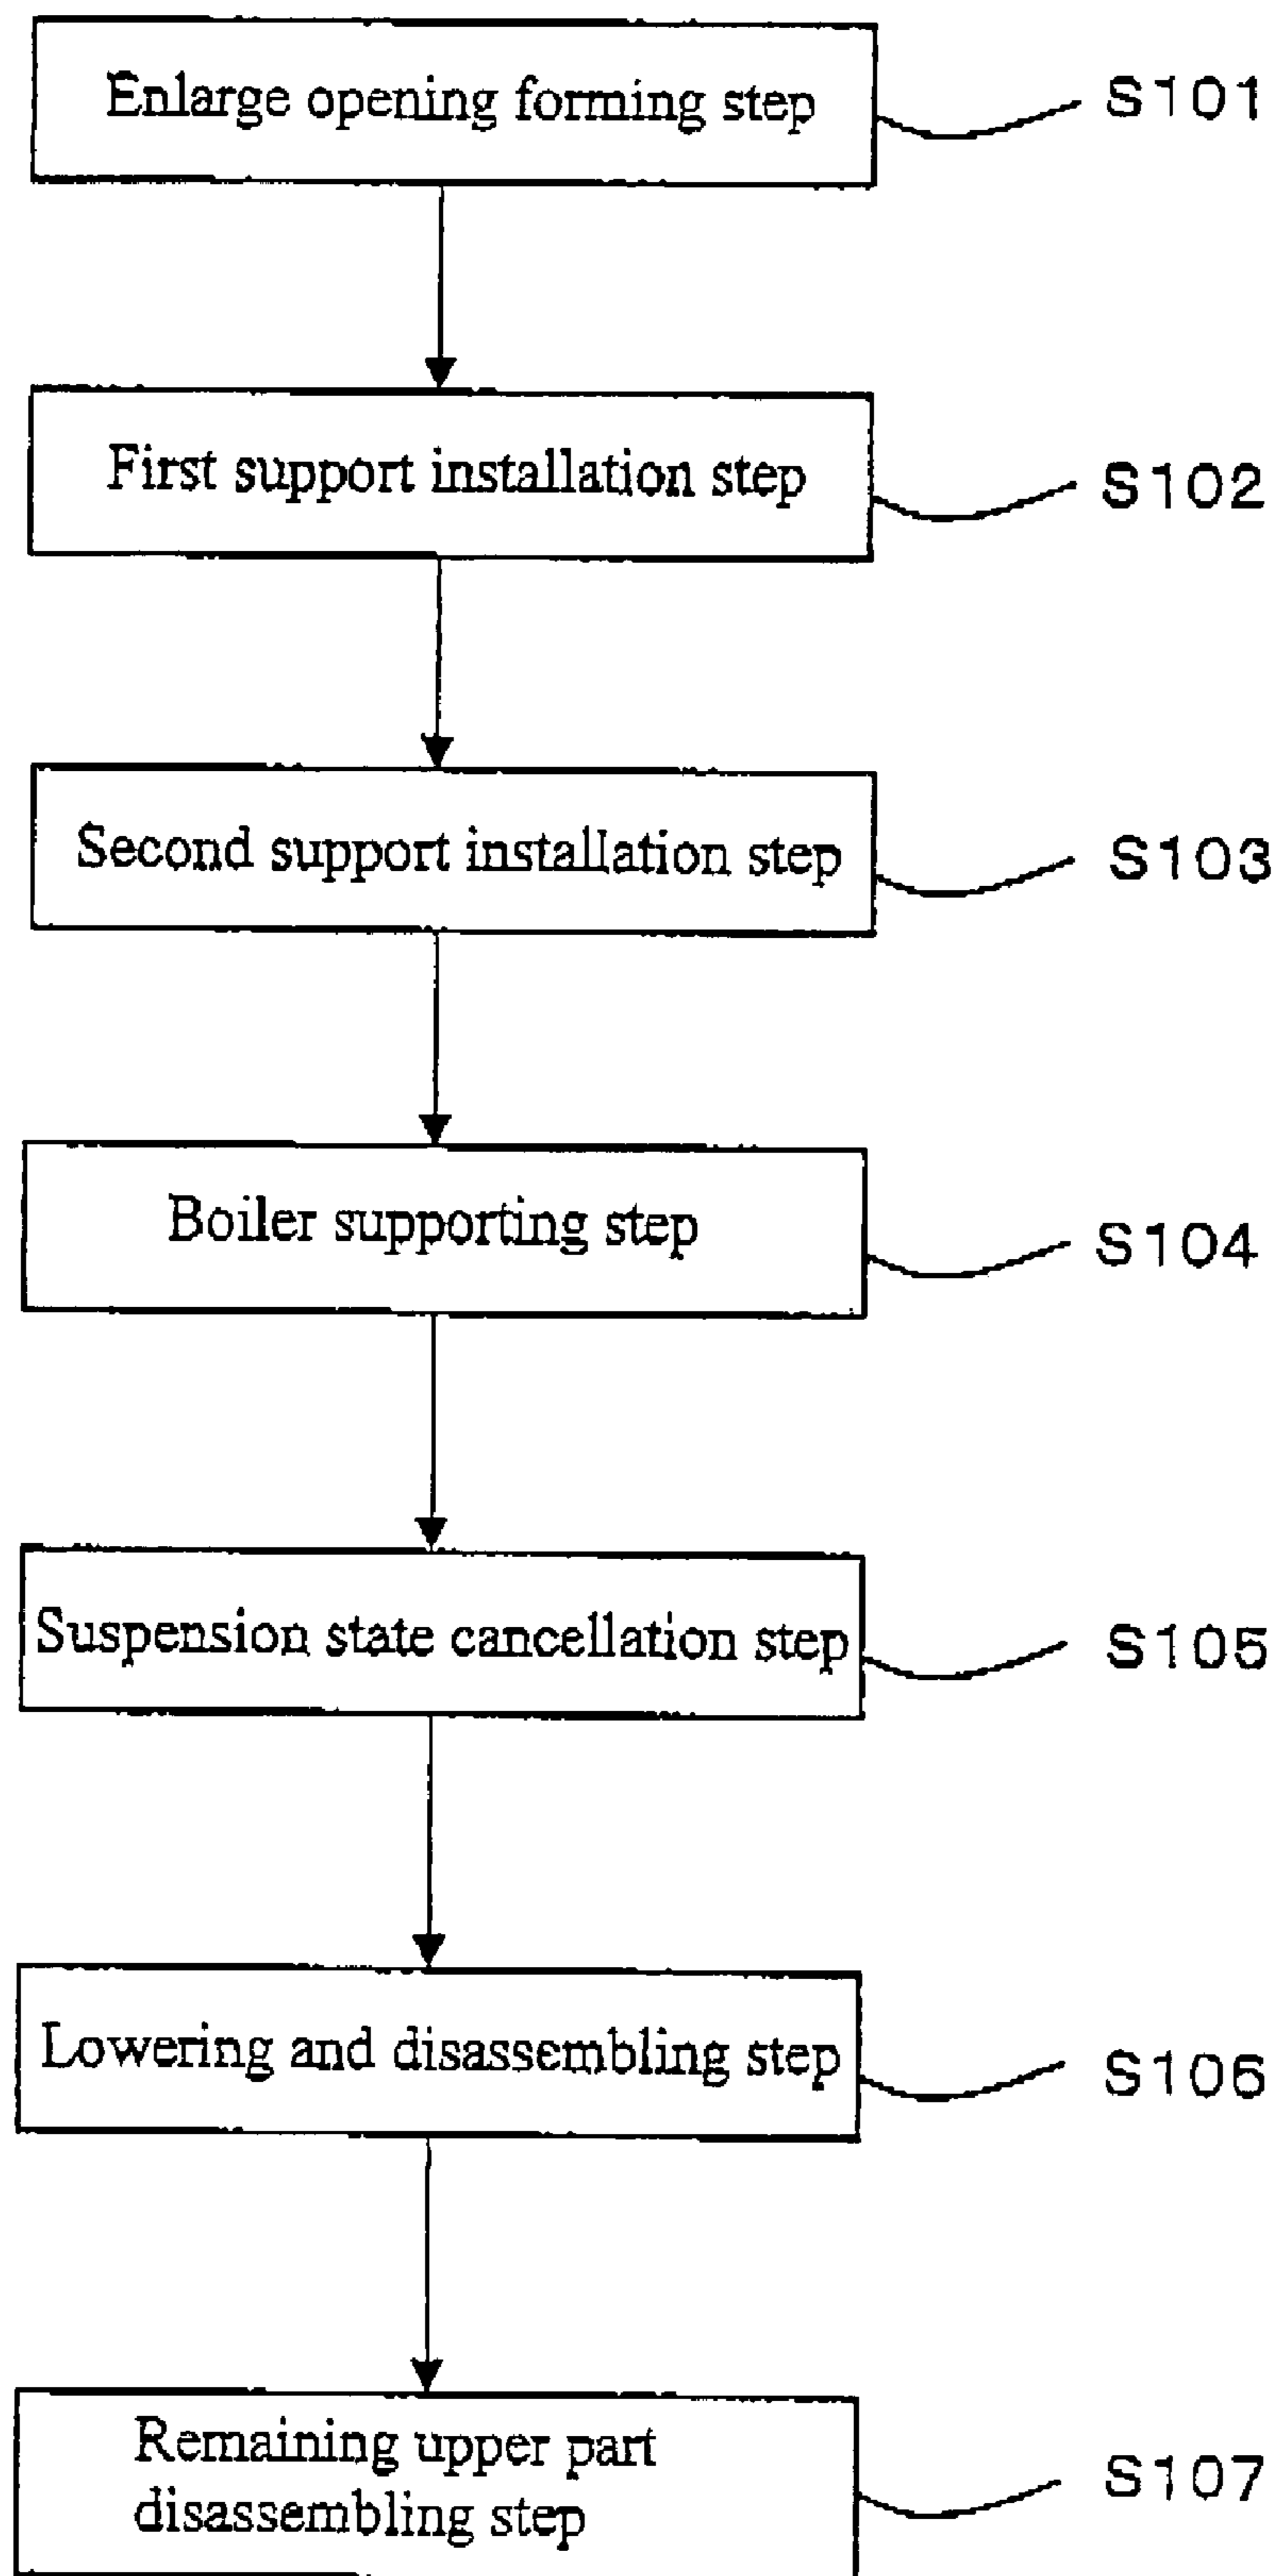 Enlarge opening forming step
S101
First support installation step
S102
Second support installation step
S103
Boiler supporting step
S104
Suspension state cancellation step
S105
Lowering and disassembling step
S106
Remaining upper part
disassembling step
S107